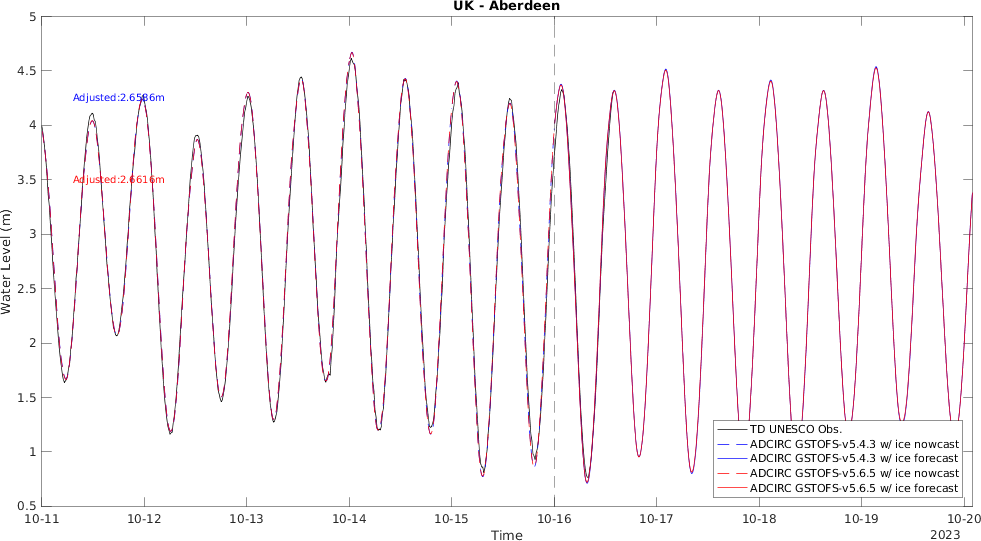 UK - Aberdeen
5
4.5
4
3.5
3
2.5
2
1.5
1
0.5
Water Level (m)
Adjusted:2.6586m
Adjusted:2.6616m
TD UNESCO Obs.
ADCIRC GSTOFS-v5.4.3 w/ ice nowcast
ADCIRC GSTOFS-v5.4.3 w/ ice forecast
ADCIRC GSTOFS-v5.6.5 w/ ice nowcast
ADCIRC GSTOFS-v5.6.5 w/ ice forecast
10-11 10-12 10-13 10-14 10-15 10-16 10-17 10-18 10-19 10-20
Time
2023